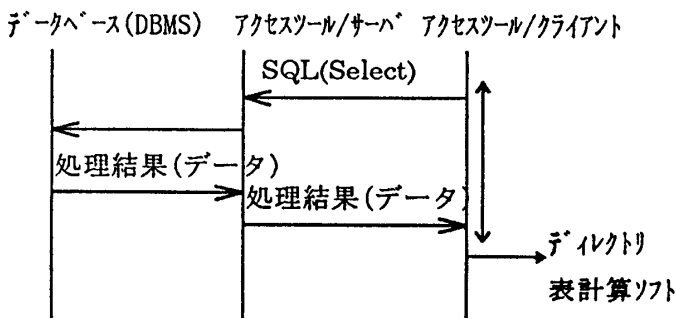 データベース(DBMS) アクセスツール/サーバ アクセスツール/クライアント
SQL(Select)
処理結果(データ)
処理結果(データ)
ディレクトリ
表計算ソフト